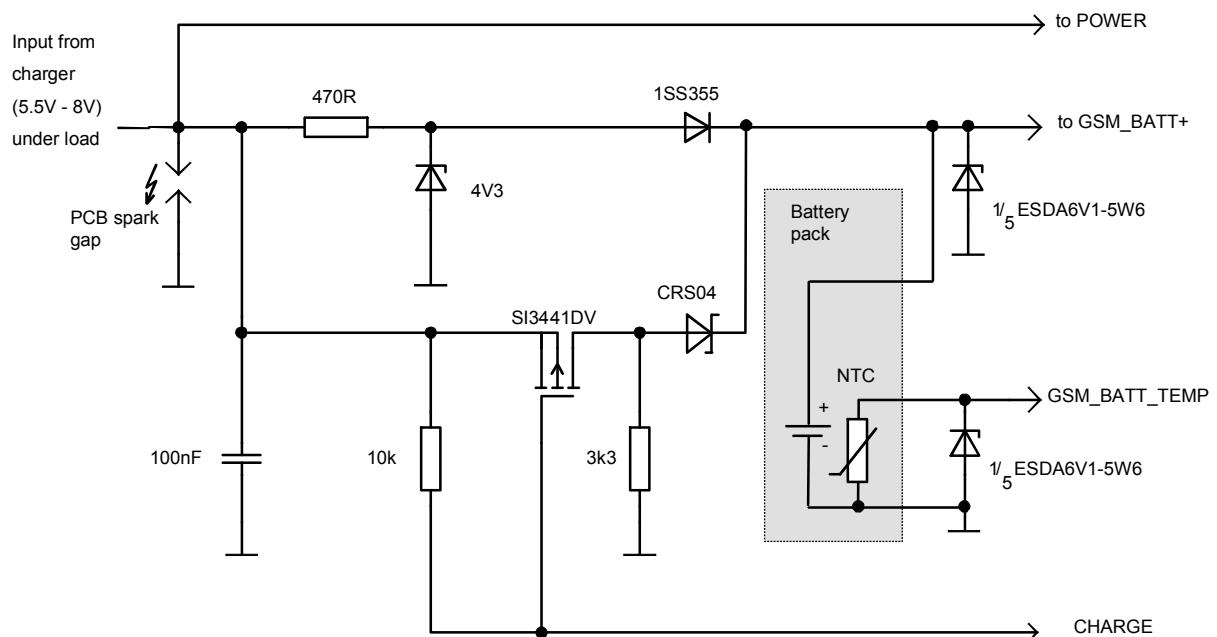 to POWER
Input from
charger
(5.5V - 8V)
under load
470R
1SS355
to GSM_BATT+
PCB spark
gap
4V3
1/5 ESDA6V1-5W6
Battery
pack
CRS04
SI3441DV
NTC
GSM_BATT_TEMP
+
-
100nF
10k
3k3
1/5 ESDA6V1-5W6
CHARGE